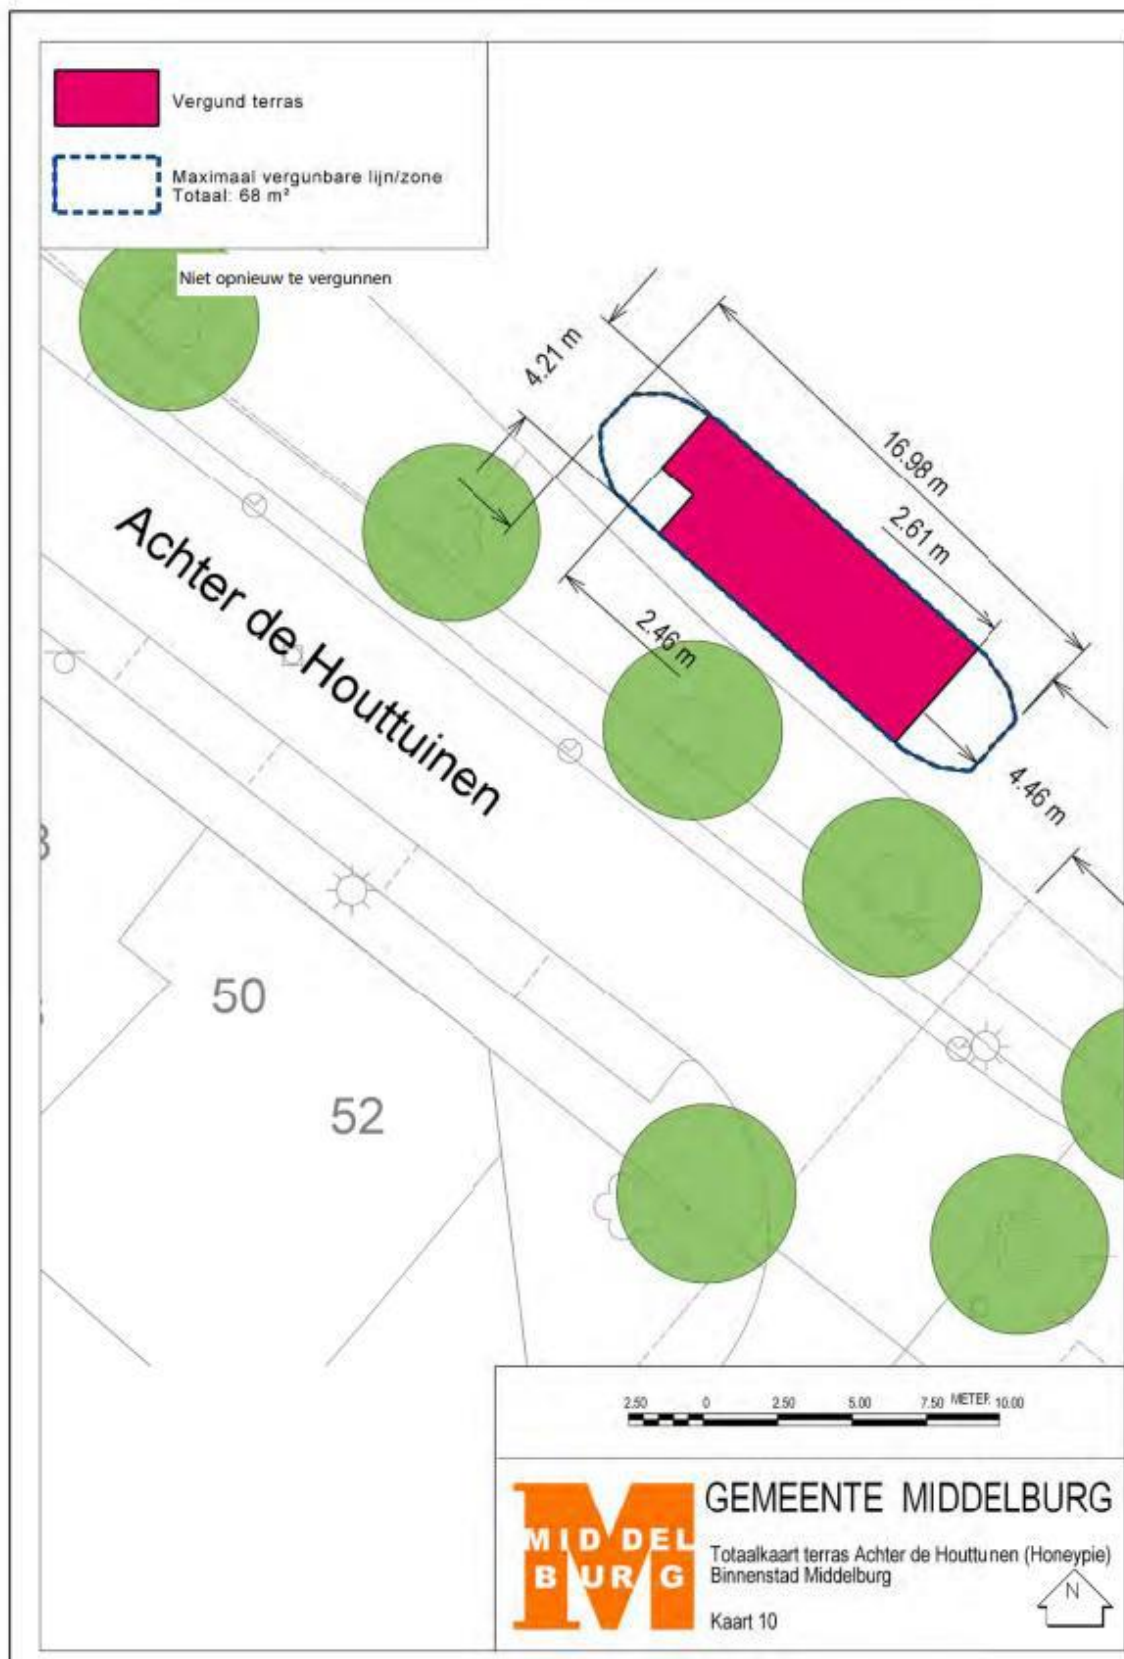 Vergund terras
Maximaal vergunbare lijn/zone
Totaal: 68 m²
Niet opnieuw te vergunnen
4.21 m
16.98 m
2.61 m
2.46 m
4.46 m
Achter de Houttuinen
50
52
2.50 0 2.50 5.00 7.50 METER 10.00
MIDDEL
BURG
GEMEENTE MIDDELBURG
Totaalkaart terras Achter de Houttunen (Honeypie)
Binnenstad Middelburg
Kaart 10
N